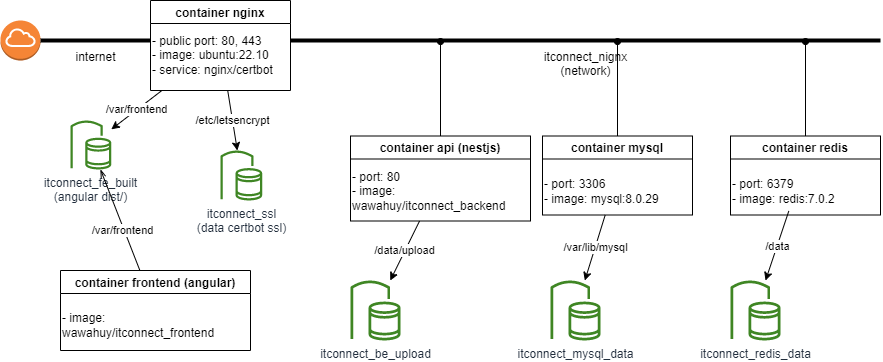 container nginx
- public port: 80, 443
- image: ubuntu:22.10
- service: nginx/certbot
internet
itconnect_nignx
(network)
/var/frontend
/etc/letsencrypt
itconnect_fe_built
(angular dist/)
itconnect_ssl
(data certbot ssl)
/var/frontend
container frontend (angular)
- image:
wawahuy/itconnect_frontend
container api (nestjs)
- port: 80
- image:
wawahuy/itconnect_backend
/data/upload
itconnect_be_upload
container mysql
- port: 3306
- image: mysql:8.0.29
/var/lib/mysql
itconnect_mysql_data
container redis
- port: 6379
- image: redis:7.0.2
/data
itconnect_redis_data